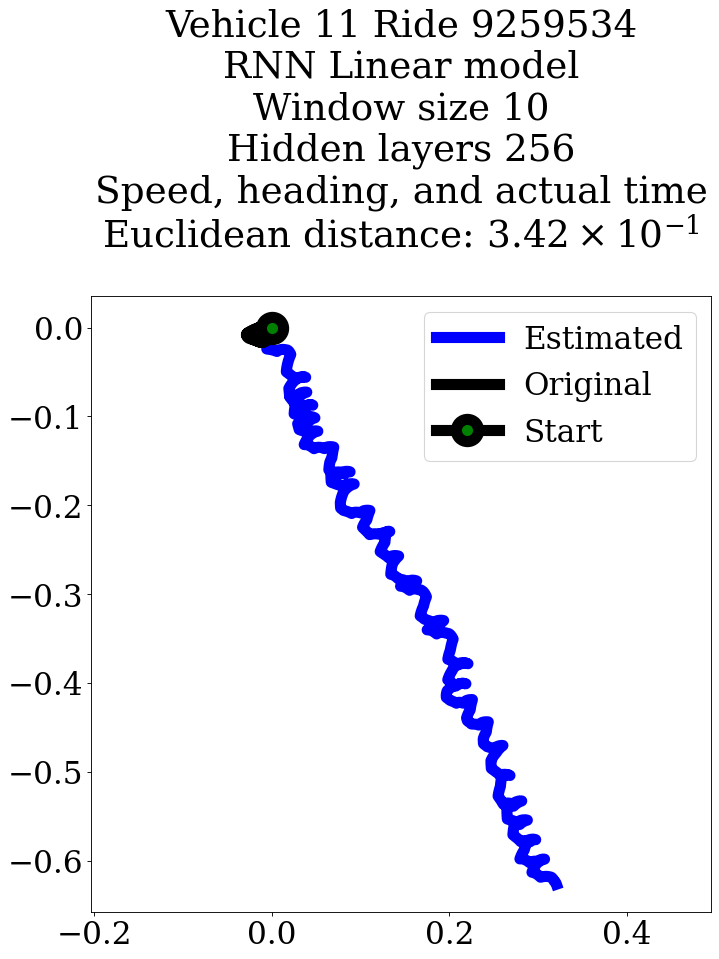 Vehicle 11 Ride 9259534
RNN Linear model
Window size 10
Hidden layers 256
Speed, heading, and actual time
Euclidean distance: 3.42 × 10⁻¹
Estimated
Original
Start
0.0
−0.1
−0.2
−0.3
−0.4
−0.5
−0.6
−0.2 0.0 0.2 0.4